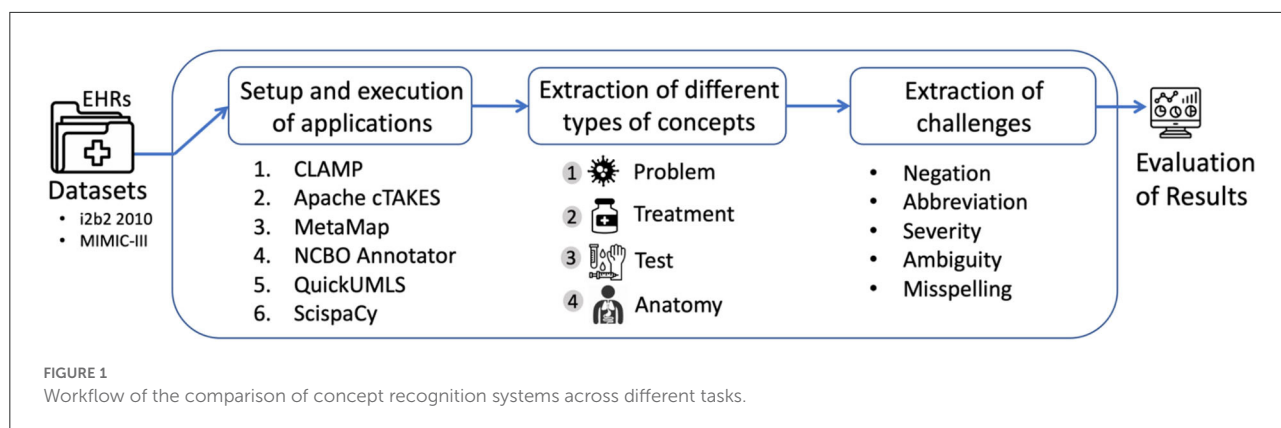 EHRs
Datasets
• i2b2 2010
• MIMIC-III
Setup and execution
of applications
1. CLAMP
2. Apache cTAKES
3. MetaMap
4. NCBO Annotator
5. QuickUMLS
6. ScispaCy
Extraction of different
types of concepts
1 Problem
2 Treatment
3 Test
4 Anatomy
Extraction of
challenges
• Negation
• Abbreviation
• Severity
• Ambiguity
• Misspelling
Evaluation
of Results
FIGURE 1
Workflow of the comparison of concept recognition systems across different tasks.